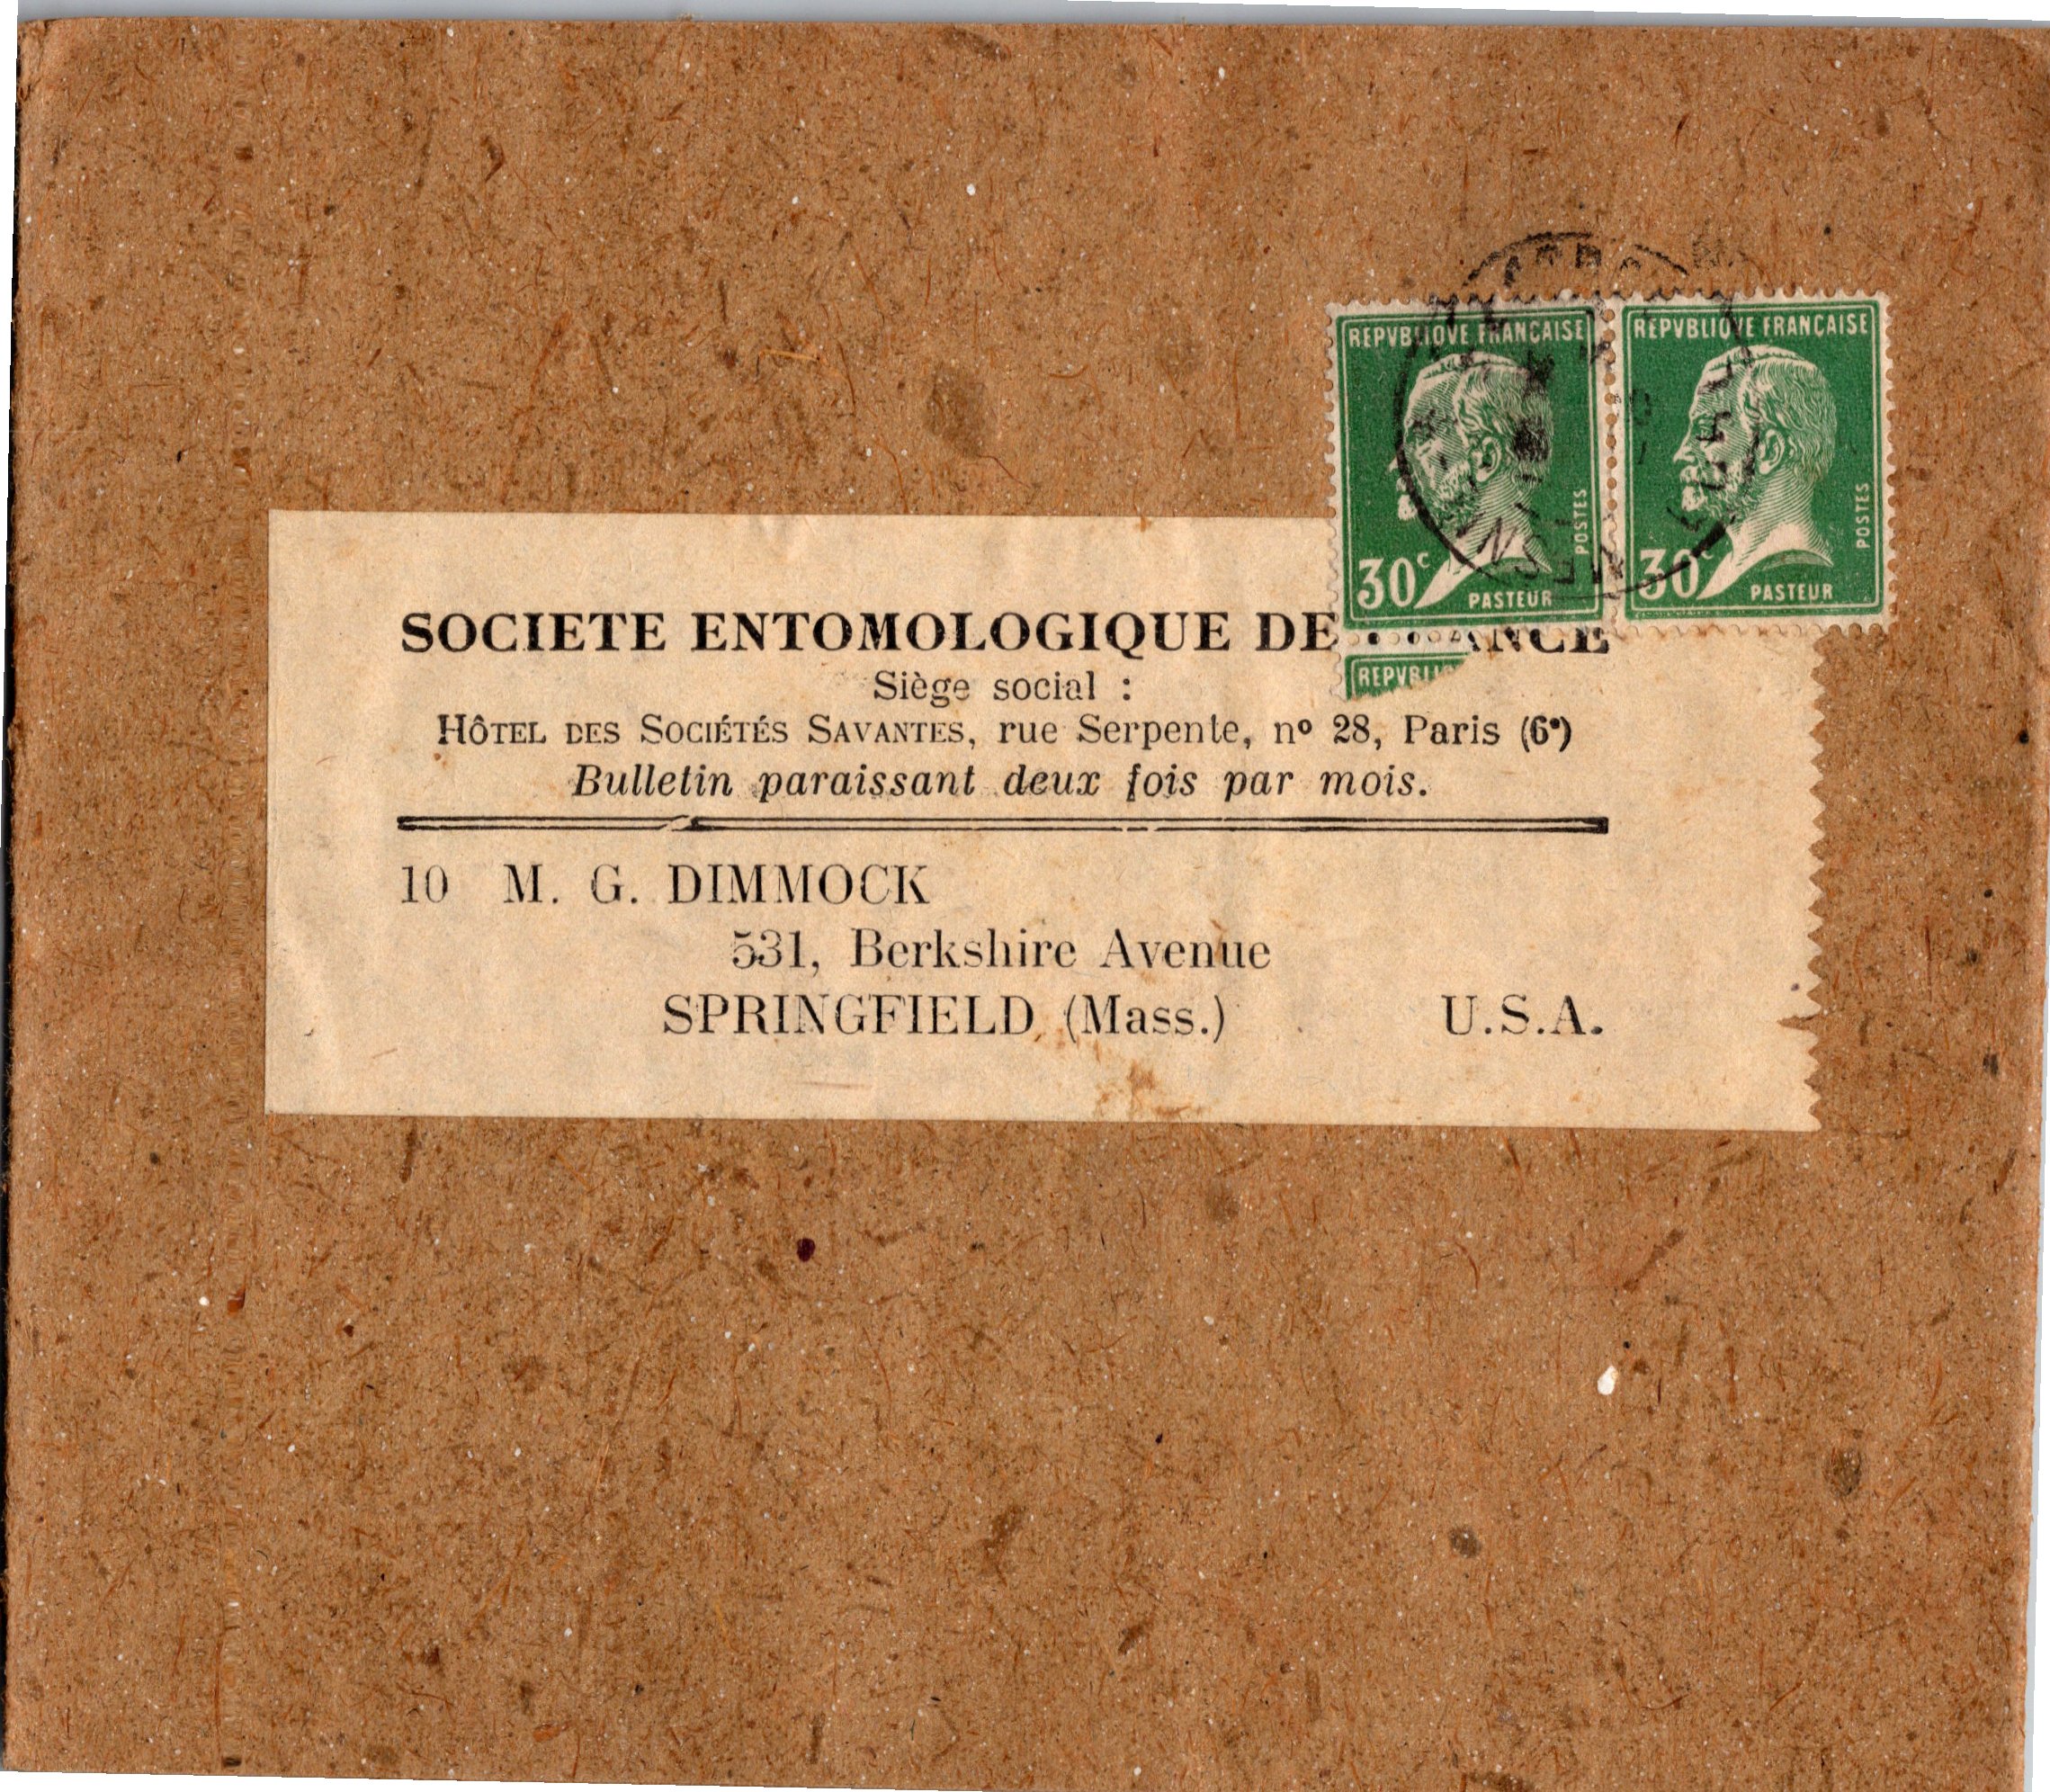 REPVBLIQVE FRANÇAISE
REPVBLIQVE FRANÇAISE
POSTES
POSTES
30c
PASTEUR
30c
PASTEUR
SOCIETE ENTOMOLOGIQUE DE ANCE
REPVBLIQ
Siège social :
HÔTEL DES SOCIÉTÉS SAVANTES, rue Serpente, nº 28, Paris (6e)
Bulletin paraissant deux fois par mois.
10 M. G. DIMMOCK
531, Berkshire Avenue
SPRINGFIELD (Mass.) U.S.A.